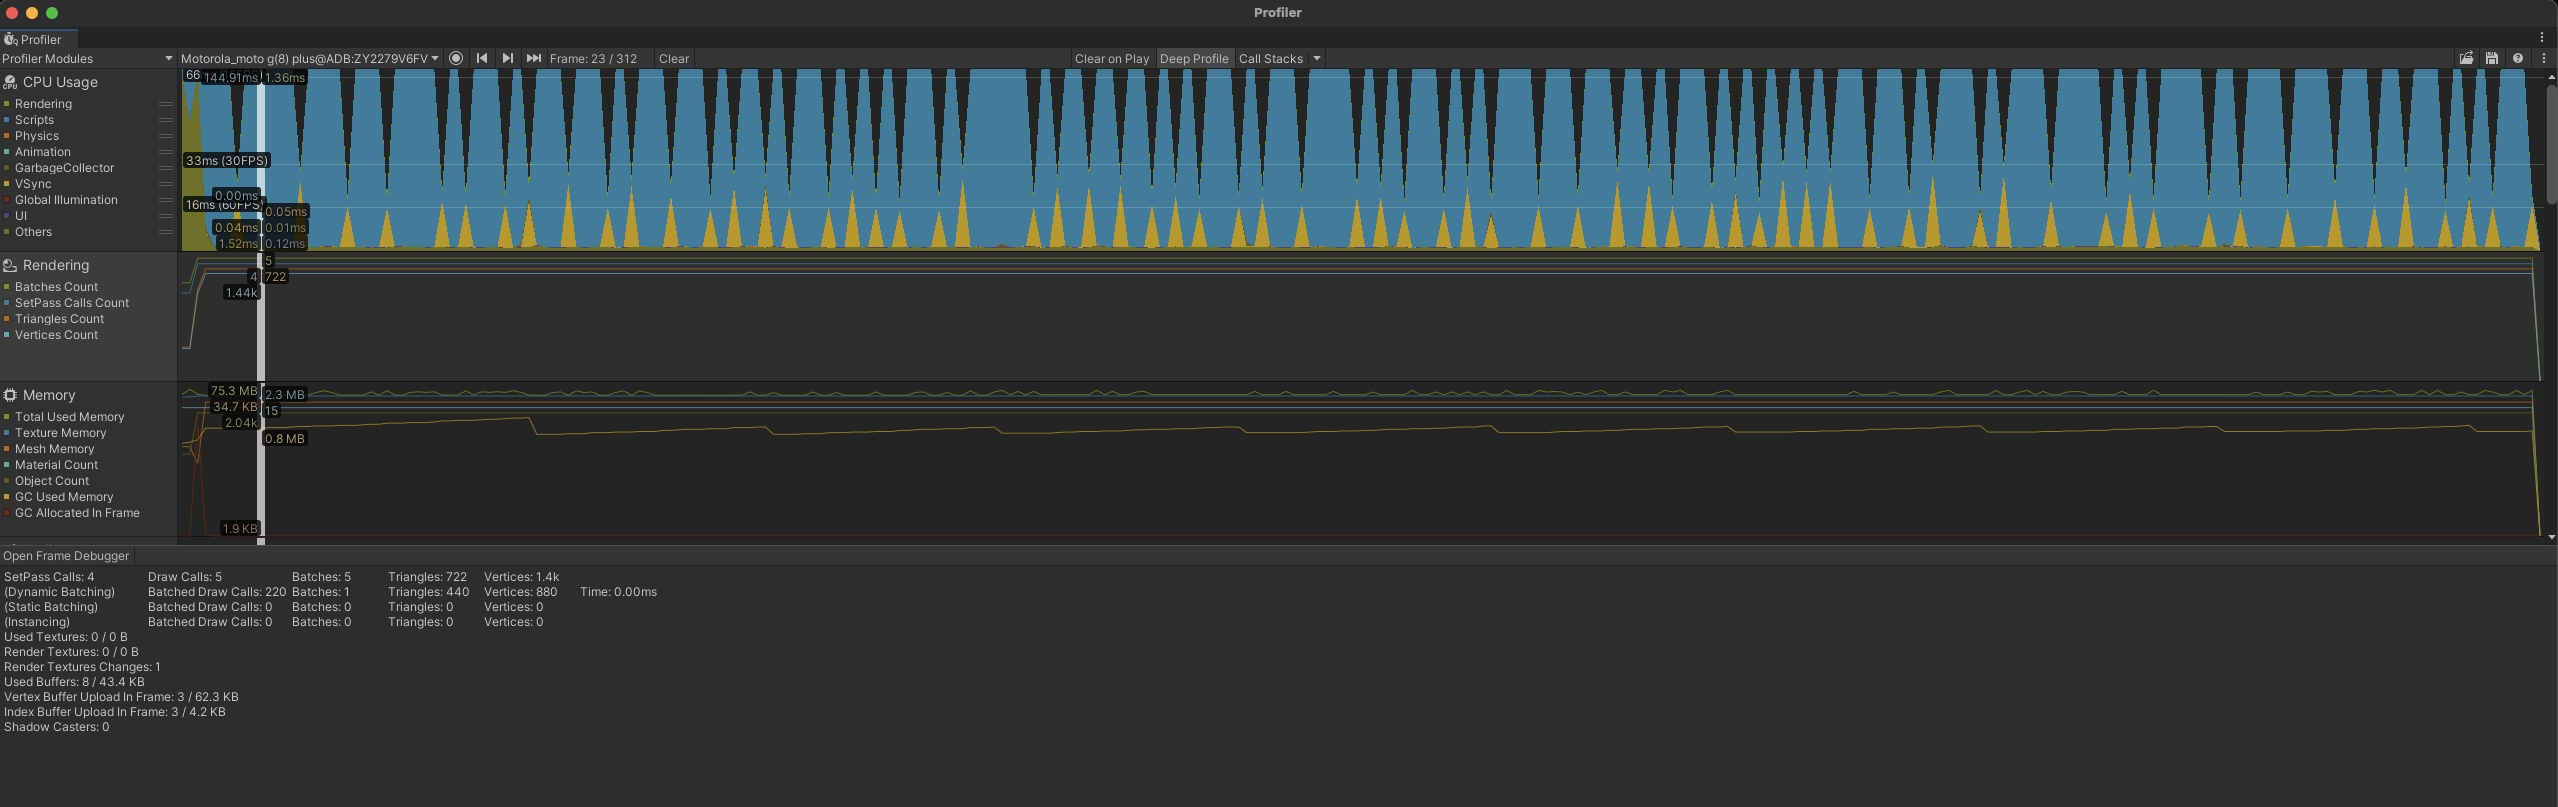 Profiler
Profiler
Profiler Modules
Motorola_moto g(8) plus@ADB:ZY2279V6FV
Frame: 23 / 312
Clear
Clear on Play
Deep Profile
Call Stacks
CPU Usage
Rendering
Scripts
Physics
Animation
GarbageCollector
VSync
Global Illumination
UI
Others
66
144.91ms
1.36ms
33ms (30FPS)
0.00ms
16ms (60FPS)
0.05ms
0.04ms
0.01ms
1.52ms
0.12ms
Rendering
Batches Count
SetPass Calls Count
Triangles Count
Vertices Count
5
4
722
1.44k
Memory
Total Used Memory
Texture Memory
Mesh Memory
Material Count
Object Count
GC Used Memory
GC Allocated In Frame
75.3 MB
2.3 MB
34.7 KB
15
2.04k
0.8 MB
1.9 KB
Open Frame Debugger
SetPass Calls: 4 Draw Calls: 5 Batches: 5 Triangles: 722 Vertices: 1.4k
(Dynamic Batching) Batched Draw Calls: 220 Batches: 1 Triangles: 440 Vertices: 880 Time: 0.00ms
(Static Batching) Batched Draw Calls: 0 Batches: 0 Triangles: 0 Vertices: 0
(Instancing) Batched Draw Calls: 0 Batches: 0 Triangles: 0 Vertices: 0
Used Textures: 0 / 0 B
Render Textures: 0 / 0 B
Render Textures Changes: 1
Used Buffers: 8 / 43.4 KB
Vertex Buffer Upload In Frame: 3 / 62.3 KB
Index Buffer Upload In Frame: 3 / 4.2 KB
Shadow Casters: 0